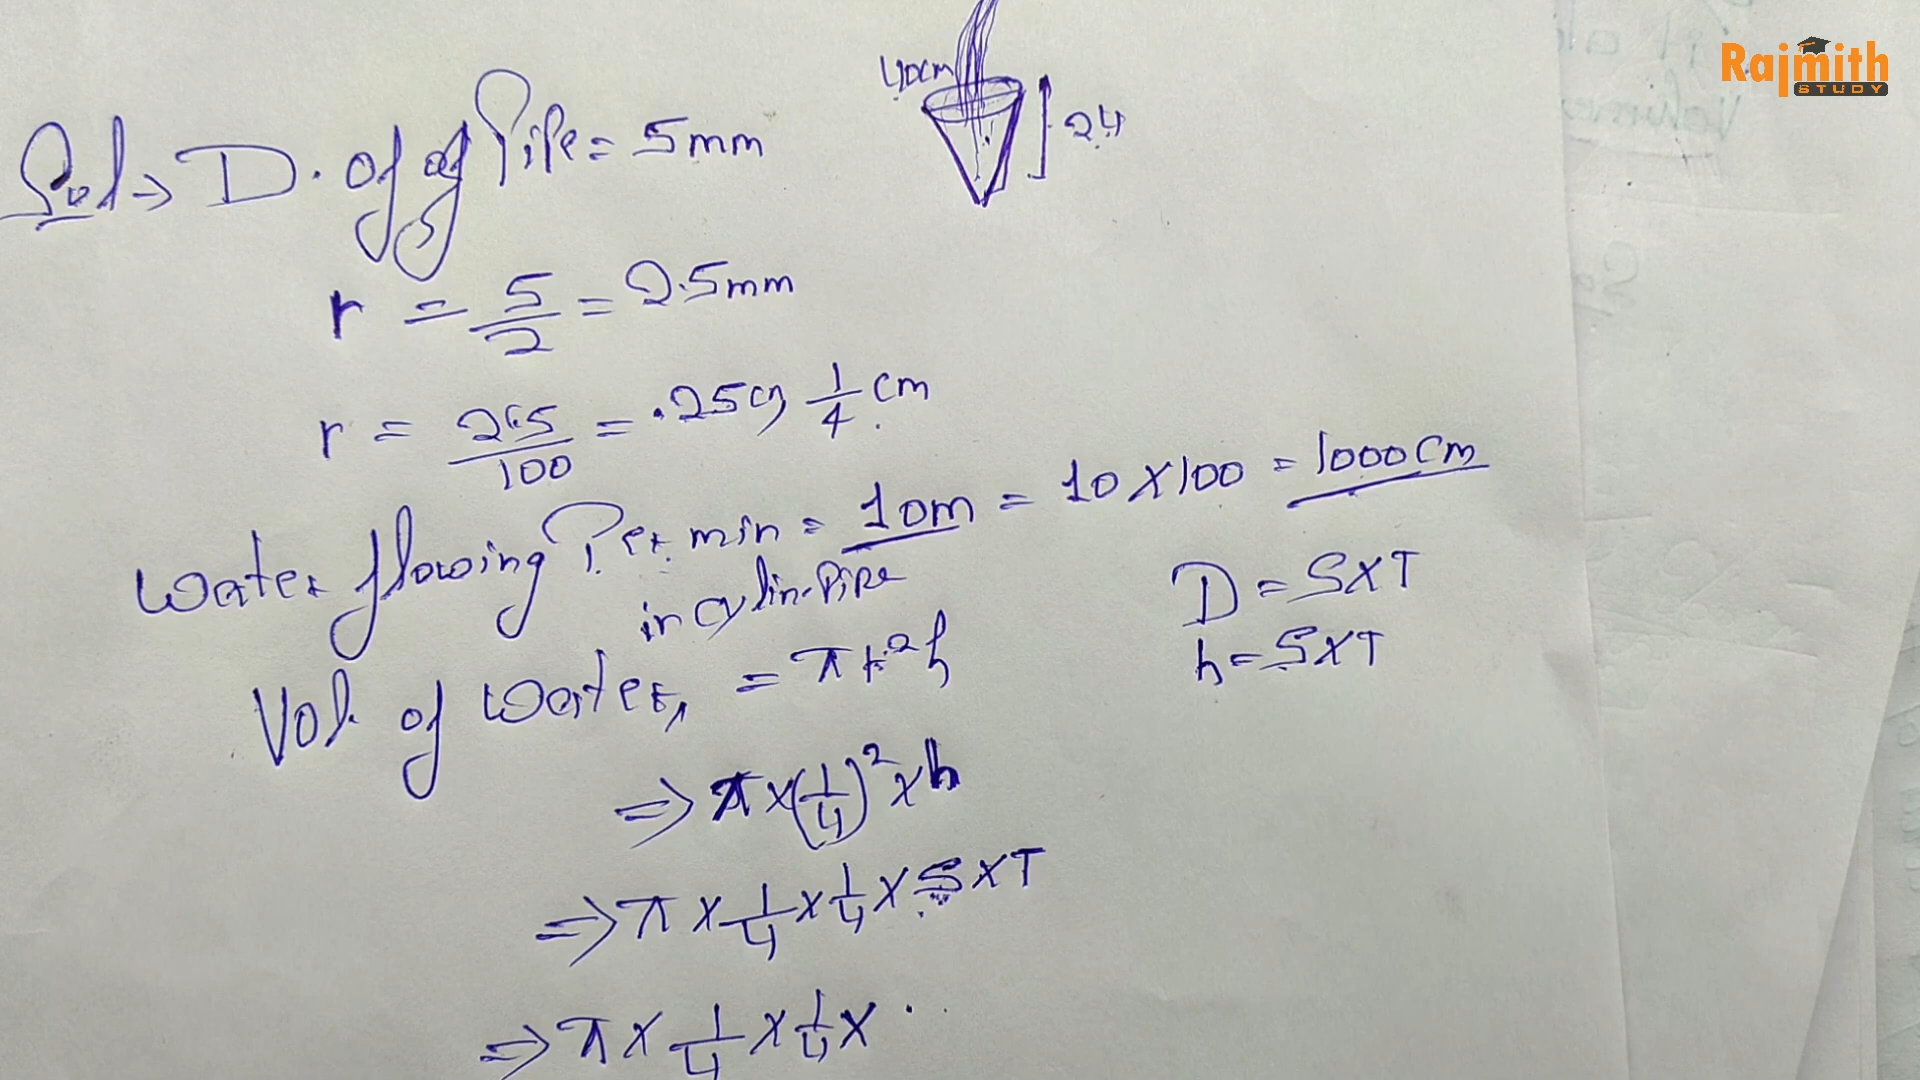 40cm
24
Sol → D. of of Pipe = 5mm
r = 5/2 = 2.5mm
r = 2.5/100 = .25cm 1/4 cm
water flowing Per min = 10m = 10 × 100 = 1000cm
in cylin. Pipe
Vol. of water, = πr²h
D = S×T
h = S×T
⇒ π × (1/4)² × h
⇒ π × 1/4 × 1/4 × S × T
⇒ π × 1/4 × 1/4 ×
Rajmith
STUDY